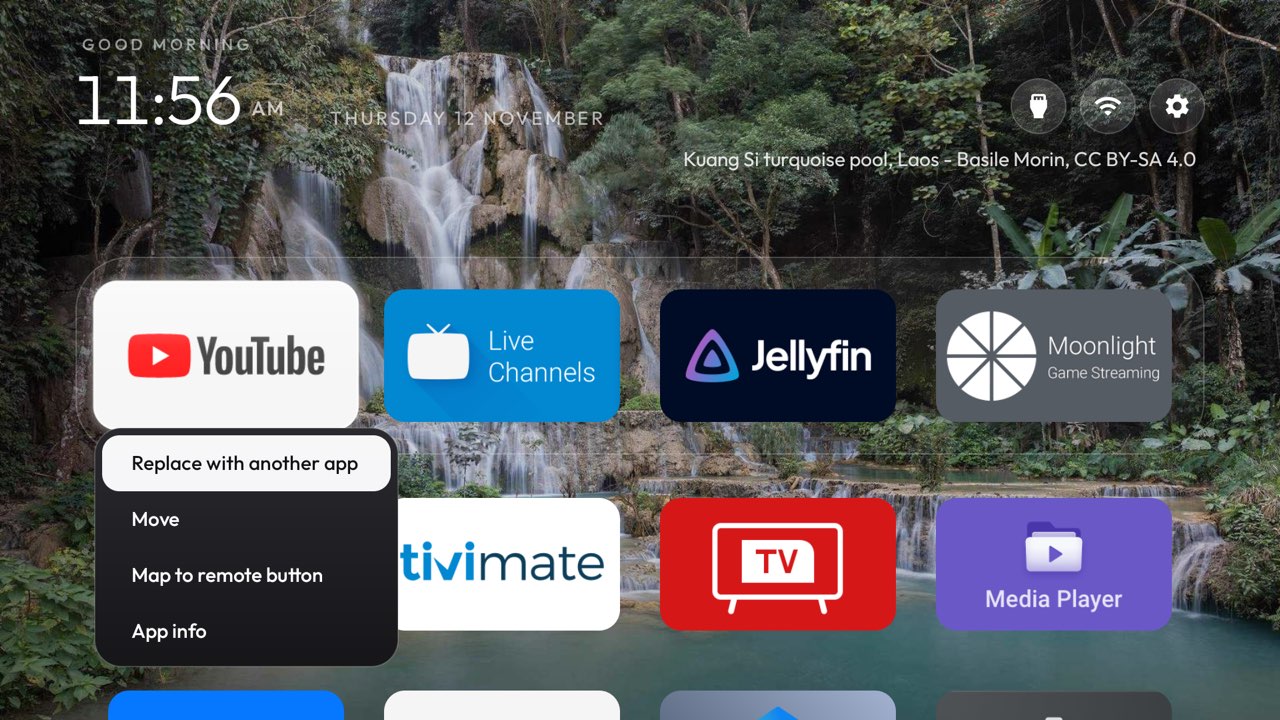 GOOD MORNING
11:56 AM
THURSDAY 12 NOVEMBER
Kuang Si turquoise pool, Laos - Basile Morin, CC BY-SA 4.0
YouTube
Live
Channels
Jellyfin
Moonlight
Game Streaming
Replace with another app
Move
Map to remote button
App info
tivimate
TV
Media Player